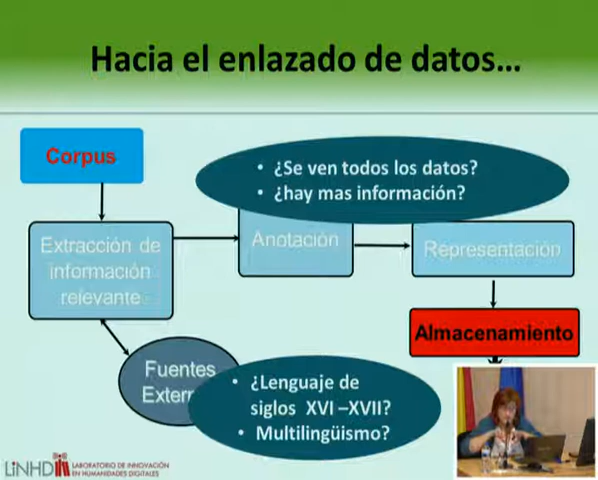 Hacia el enlazado de datos...
Corpus
• ¿Se ven todos los datos?
• ¿hay mas información?
Extracción de
información
relevante
Anotación
Representación
Almacenamiento
Fuentes
• ¿Lenguaje de
siglos XVI –XVII?
• Multilingüismo?
LINHD
LABORATORIO DE INNOVACIÓN
EN HUMANIDADES DIGITALES